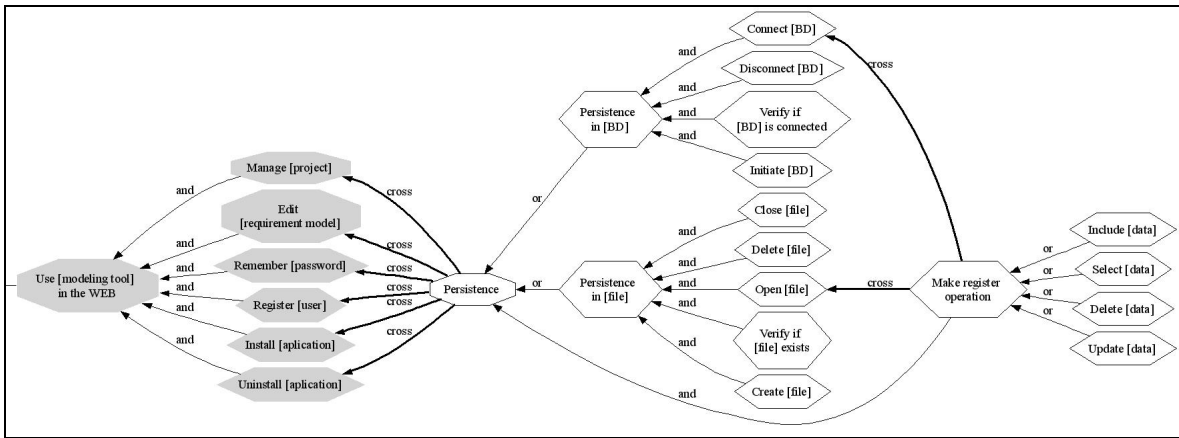 Use [modeling tool]
in the WEB
and
and
and
and
and
and
Manage [project]
Edit
[requirement model]
Remember [password]
Register [user]
Install [aplication]
Uninstall [aplication]
cross
cross
cross
cross
cross
cross
Persistence
or
or
and
Persistence
in [BD]
Persistence
in [file]
and
and
and
and
and
and
and
and
and
Connect [BD]
Disconnect [BD]
Verify if
[BD] is connected
Initiate [BD]
Close [file]
Delete [file]
Open [file]
Verify if
[file] exists
Create [file]
cross
cross
Make register
operation
or
or
or
or
Include [data]
Select [data]
Delete [data]
Update [data]